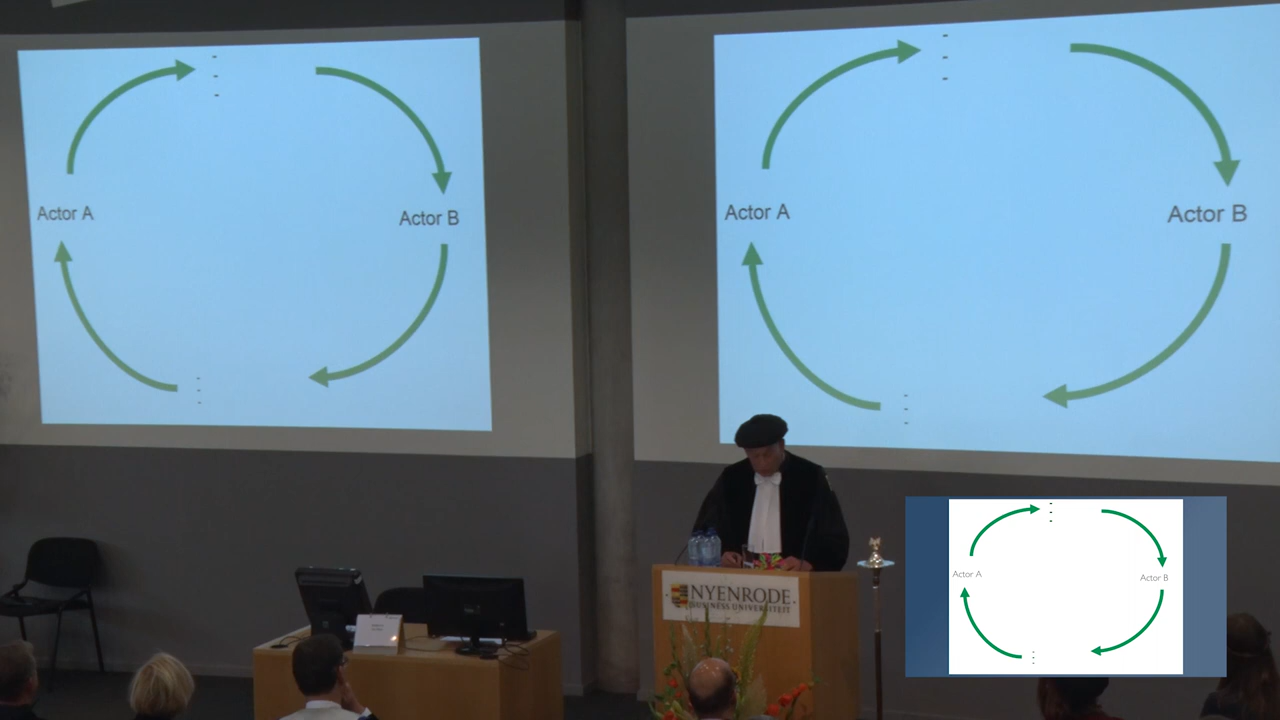 Actor A
Actor B
Actor A
Actor B
NYENRODE
BUSINESS UNIVERSITEIT
Actor A
Actor B